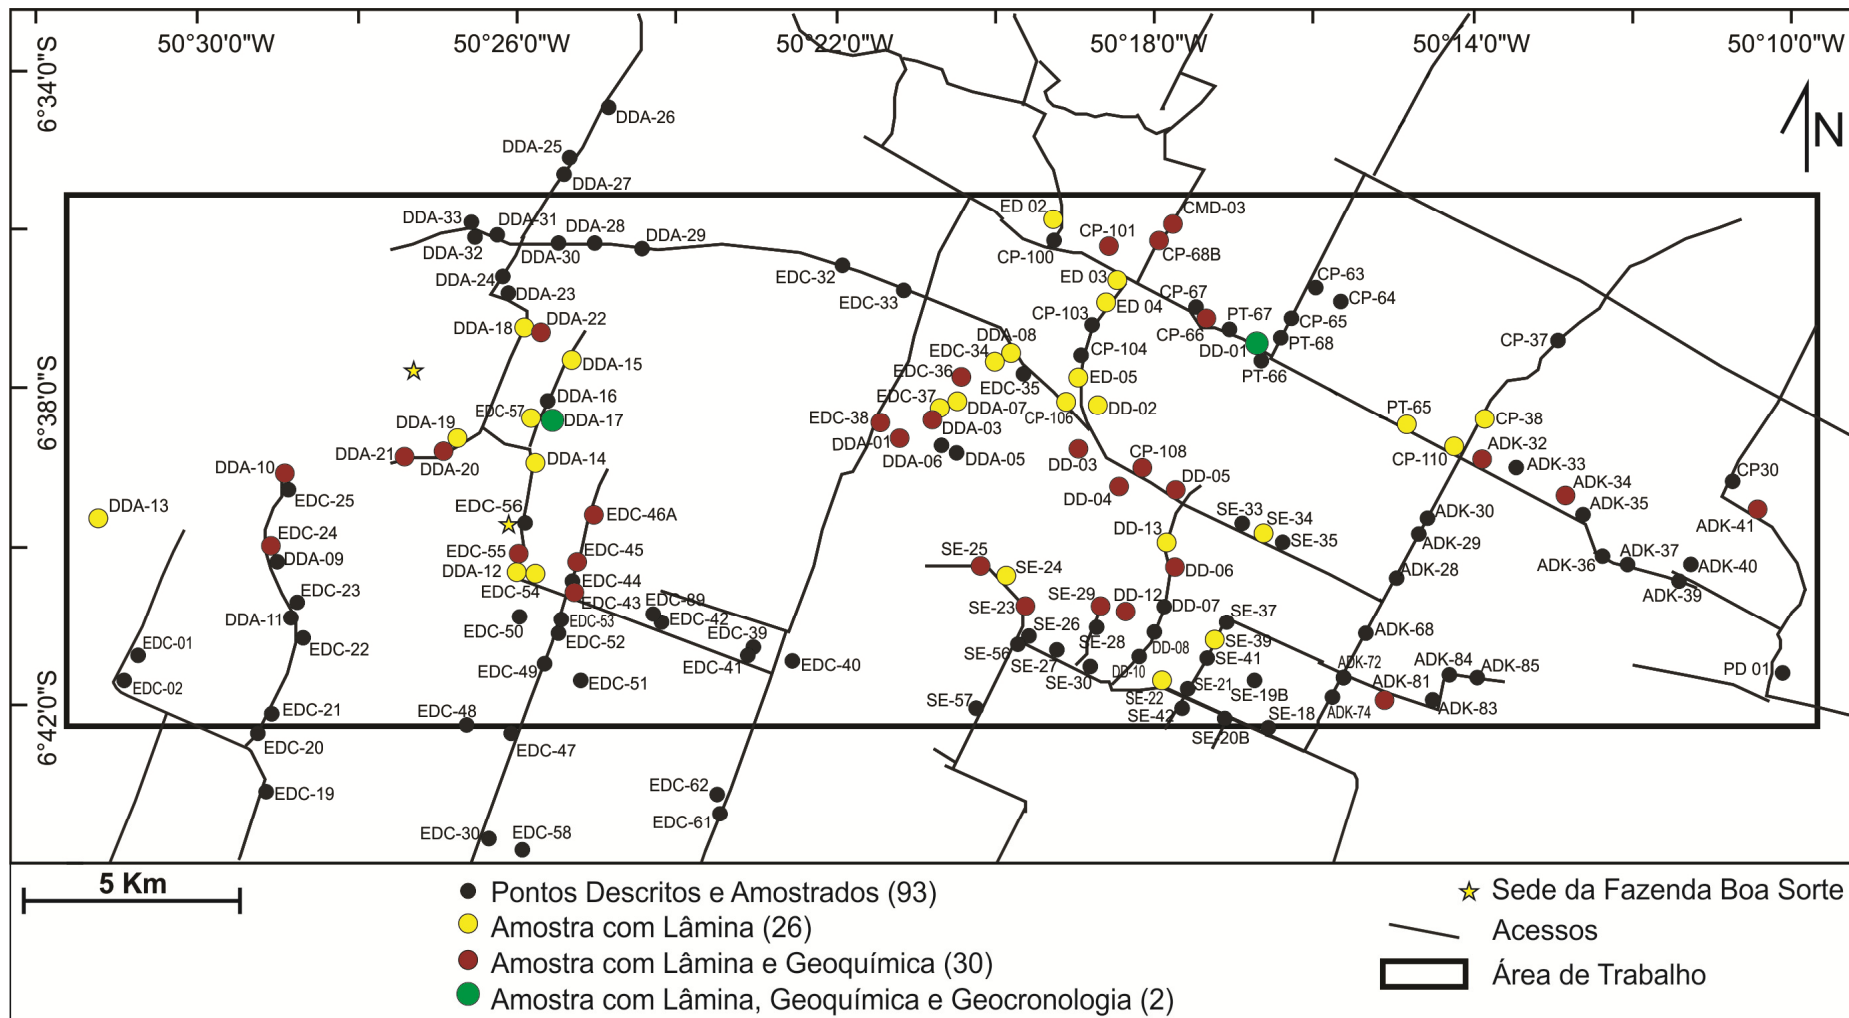 50°30'0"W 50°26'0"W 50°22'0"W 50°18'0"W 50°14'0"W 50°10'0"W
6°34'0"S
6°38'0"S
6°42'0"S
N
DDA-26
DDA-25
DDA-27
DDA-33
DDA-31
DDA-28
DDA-29
DDA-32
DDA-30
DDA-24
DDA-23
DDA-18
DDA-22
DDA-15
DDA-16
DDA-19
EDC-57
DDA-17
DDA-21
DDA-20
DDA-14
DDA-10
EDC-25
DDA-13
EDC-24
DDA-09
EDC-56
EDC-46A
EDC-55
EDC-45
DDA-12
EDC-44
EDC-54
EDC-43
EDC-23
DDA-11
EDC-22
EDC-50
EDC-53
EDC-52
EDC-89
EDC-42
EDC-39
EDC-41
EDC-40
EDC-01
EDC-02
EDC-49
EDC-51
EDC-21
EDC-20
EDC-48
EDC-47
EDC-19
EDC-62
EDC-61
EDC-30
EDC-58
EDC-32
EDC-33
ED 02
CP-100
CP-101
CMD-03
CP-68B
ED 03
ED 04
CP-103
CP-67
CP-66
PT-67
DD-01
PT-66
CP-63
CP-64
CP-65
PT-68
DDA-08
EDC-34
EDC-36
EDC-35
CP-104
ED-05
EDC-37
DDA-07
EDC-38
DDA-03
CP-106
DD-02
DDA-01
DDA-06
DDA-05
DD-03
CP-108
DD-04
DD-05
CP-37
PT-65
CP-38
CP-110
ADK-32
ADK-33
ADK-34
ADK-35
CP30
ADK-41
SE-33
SE-34
SE-35
DD-13
DD-06
ADK-30
ADK-29
ADK-28
ADK-36
ADK-37
ADK-40
ADK-39
SE-25
SE-24
SE-23
SE-29
DD-12
DD-07
SE-37
SE-26
SE-28
DD-08
SE-39
SE-56
SE-27
DD-10
SE-41
SE-30
SE-21
SE-19B
SE-22
SE-57
SE-42
SE-18
SE-20B
ADK-68
ADK-72
ADK-84
ADK-85
ADK-81
ADK-74
ADK-83
PD 01
5 Km
Pontos Descritos e Amostrados (93)
Amostra com Lâmina (26)
Amostra com Lâmina e Geoquímica (30)
Amostra com Lâmina, Geoquímica e Geocronologia (2)
Sede da Fazenda Boa Sorte
Acessos
Área de Trabalho